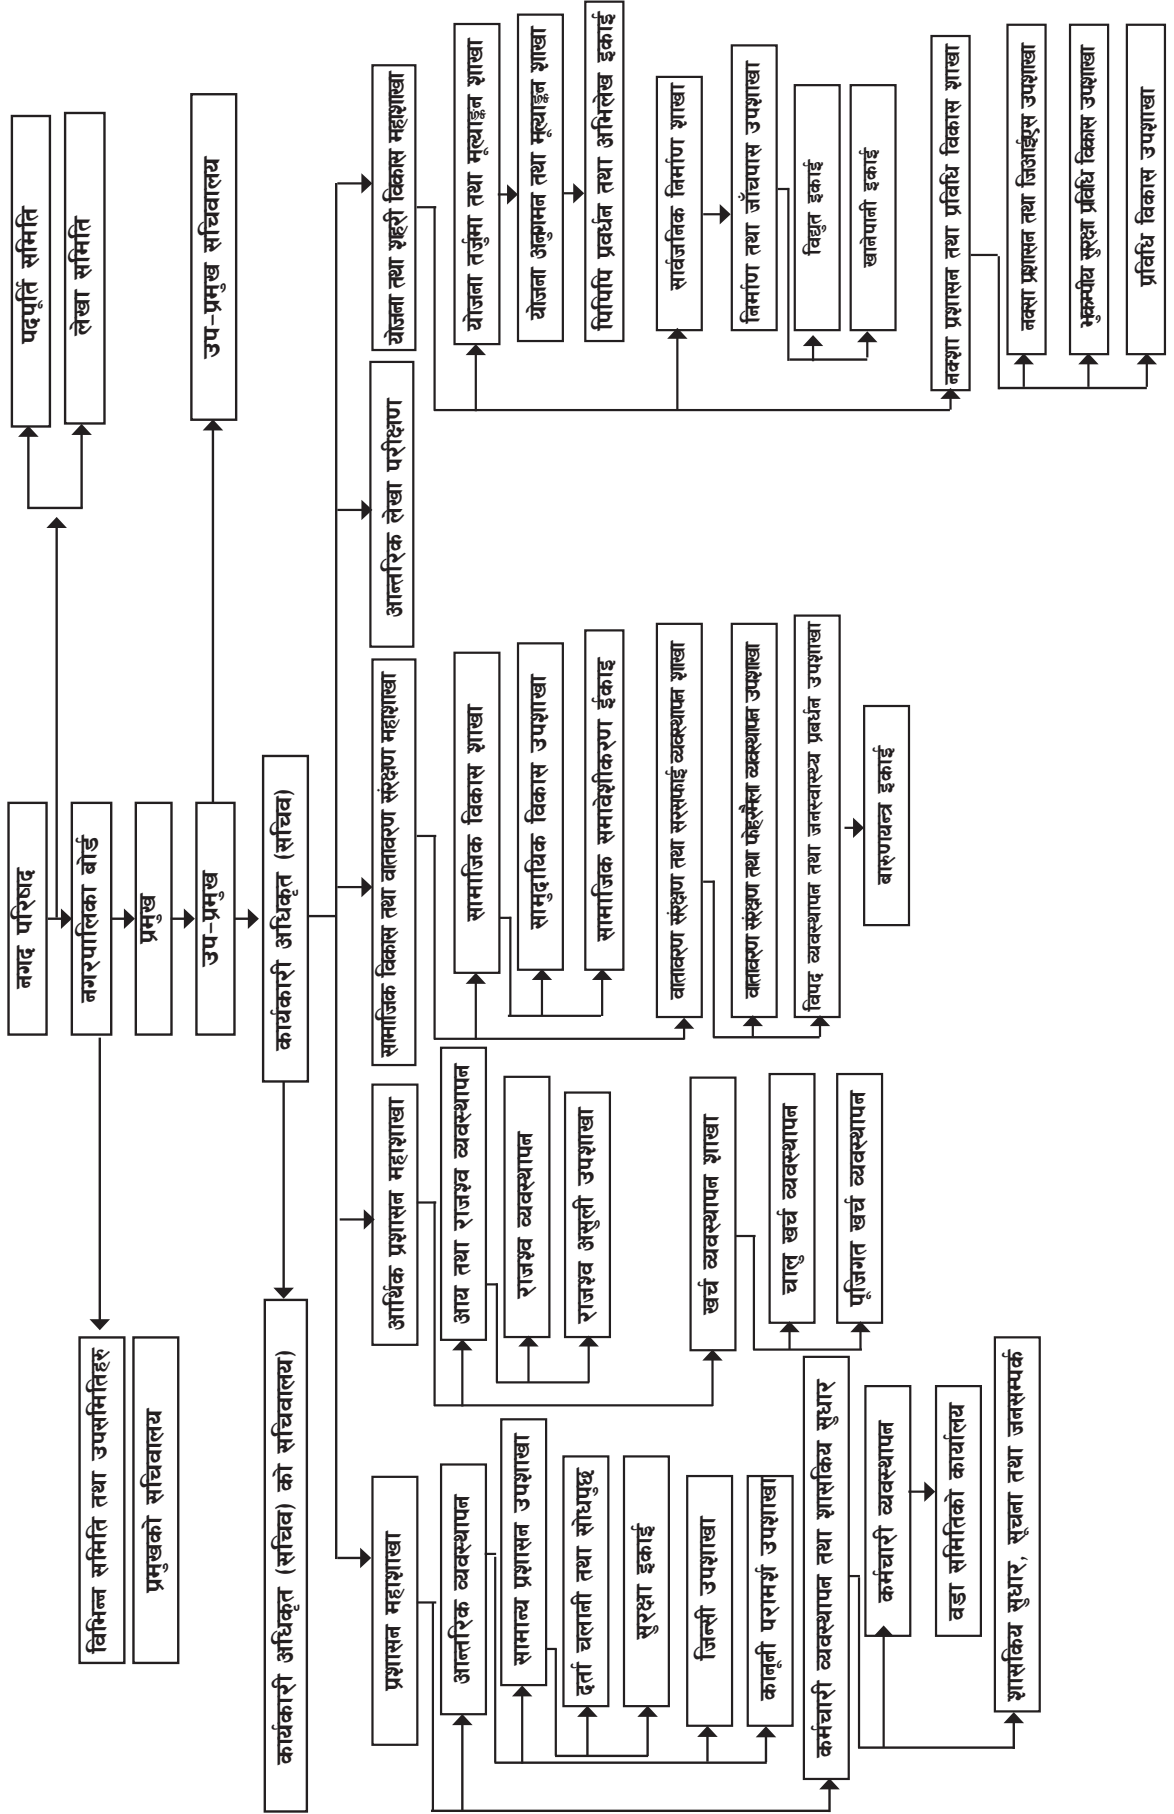 नगद परिषद
नगरपालिका बोर्ड
प्रमुख
उप-प्रमुख
कार्यकारी अधिकृत (सचिव)
पदपूर्ति समिति
लेखा समिति
उप-प्रमुख सचिवालय
विभिन्न समिति तथा उपसमितिहरु
प्रमुखको सचिवालय
कार्यकारी अधिकृत (सचिव) को सचिवालय)
प्रशासन महाशाखा
आन्तरिक व्यवस्थापन
सामान्य प्रशासन उपशाखा
दर्ता चलानी तथा सोधपुछ
सुरक्षा इकाई
जिन्सी उपशाखा
कानूनी परामर्श उपशाखा
कर्मचारी व्यवस्थापन तथा शासकिय सुधार
कर्मचारी व्यवस्थापन
वडा समितिको कार्यालय
शासकिय सुधार, सूचना तथा जनसम्पर्क
आर्थिक प्रशासन महाशाखा
आय तथा राजश्व व्यवस्थापन
राजश्व व्यवस्थापन
राजश्व असुली उपशाखा
खर्च व्यवस्थापन शाखा
चालु खर्च व्यवस्थापन
पूजिगत खर्च व्यवस्थापन
सामाजिक विकास तथा वातावरण संरक्षण महाशाखा
सामाजिक विकास शाखा
सामुदायिक विकास उपशाखा
सामाजिक समावेशीकरण ईकाई
वातावरण संरक्षण तथा सरसफाई व्यवस्थापन शाखा
वातावरण संरक्षण तथा फोहरमैला व्यवस्थापन उपशाखा
विपद व्यवस्थापन तथा जनस्वास्थ्य प्रबर्धन उपशाखा
बारुणयन्त्र इकाई
आन्तरिक लेखा परीक्षण
योजना तथा शहरी विकास महाशाखा
योजना तर्जुमा तथा मूल्याङ्कन शाखा
योजना अनुगमन तथा मूल्याङ्कन शाखा
पिपिपि प्रवर्धन तथा अभिलेख इकाई
सार्वजनिक निर्माण शाखा
निर्माण तथा जाँचपास उपशाखा
विद्युत इकाई
खानेपानी इकाई
नक्शा प्रशासन तथा प्रविधि विकास शाखा
नक्सा प्रशासन तथा जिआईएस उपशाखा
भुकम्पीय सुरक्षा प्रविधि विकास उपशाखा
प्रविधि विकास उपशाखा